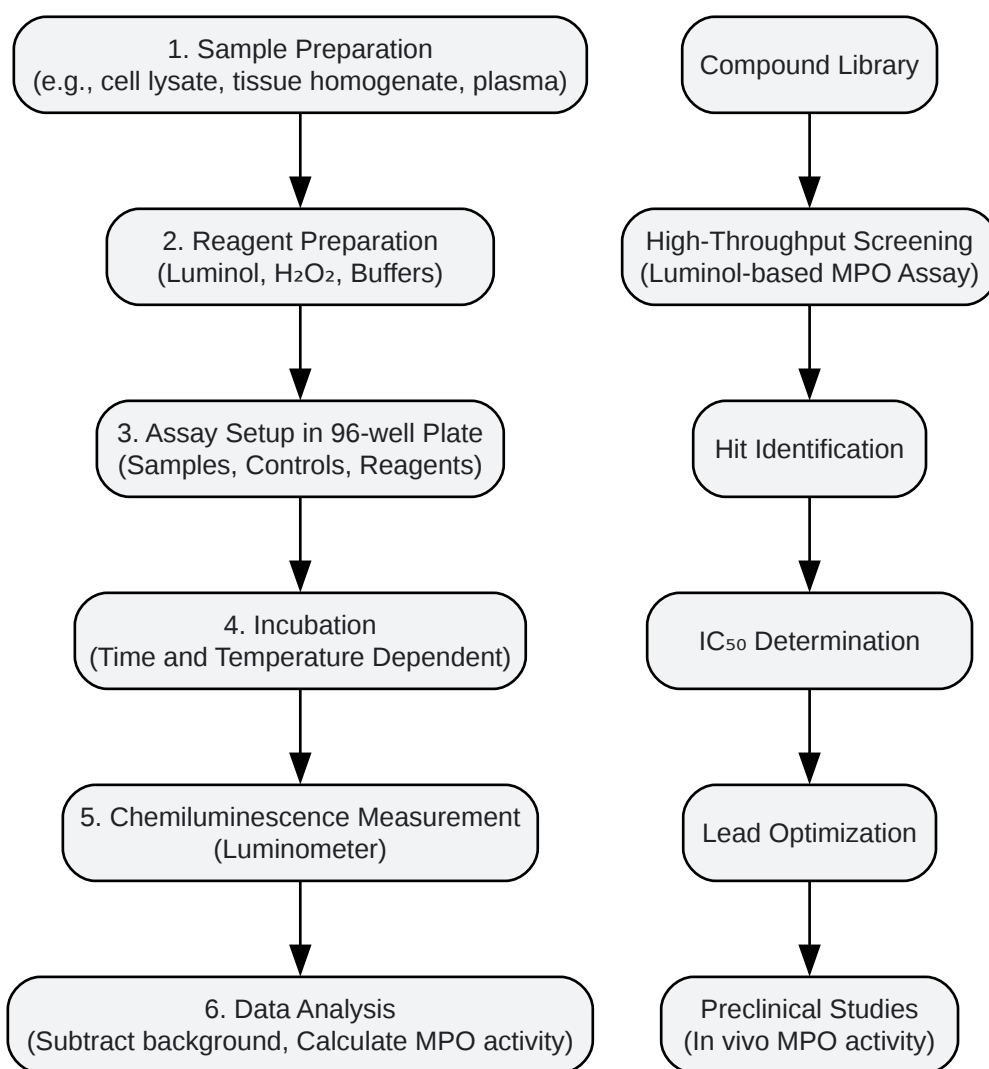 1. Sample Preparation
(e.g., cell lysate, tissue homogenate, plasma)
2. Reagent Preparation
(Luminol, H₂O₂, Buffers)
3. Assay Setup in 96-well Plate
(Samples, Controls, Reagents)
4. Incubation
(Time and Temperature Dependent)
5. Chemiluminescence Measurement
(Luminometer)
6. Data Analysis
(Subtract background, Calculate MPO activity)
Compound Library
High-Throughput Screening
(Luminol-based MPO Assay)
Hit Identification
IC₅₀ Determination
Lead Optimization
Preclinical Studies
(In vivo MPO activity)